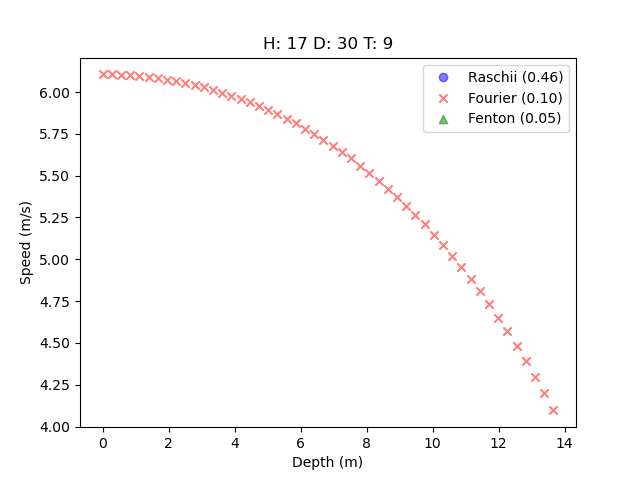 H: 17 D: 30 T: 9
Raschii (0.46)
Fourier (0.10)
Fenton (0.05)
6.00
5.75
5.50
5.25
5.00
4.75
4.50
4.25
4.00
Speed (m/s)
0 2 4 6 8 10 12 14
Depth (m)